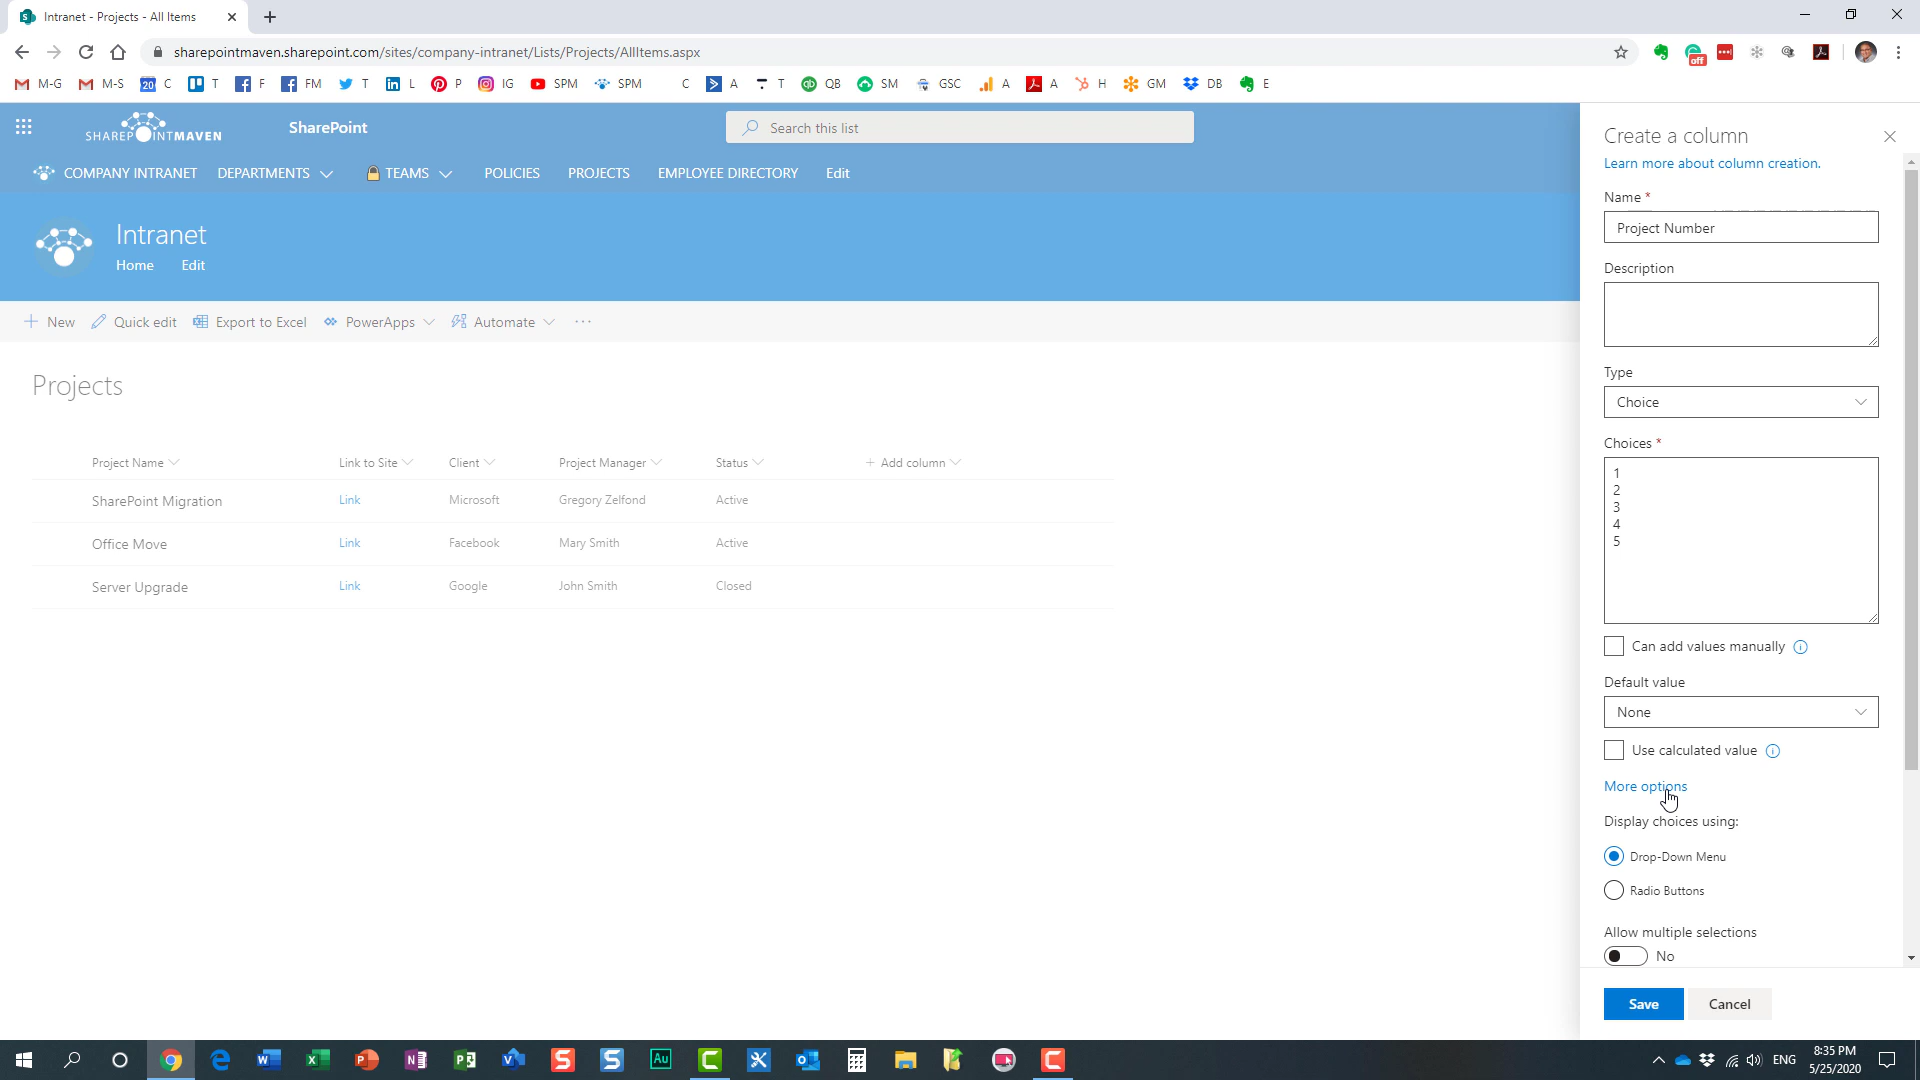 Intranet - Projects - All Items
sharepointmaven.sharepoint.com/sites/company-intranet/Lists/Projects/AllItems.aspx
off
M-G M-S 20 C T F FM T L P IG SPM SPM C A T QB SM GSC A A H GM DB E
SHAREPOINTMAVEN
SharePoint
Search this list
COMPANY INTRANET DEPARTMENTS TEAMS POLICIES PROJECTS EMPLOYEE DIRECTORY Edit
Intranet
Home Edit
New Quick edit Export to Excel PowerApps Automate ...
Projects
Project Name Link to Site Client Project Manager Status + Add column
SharePoint Migration Link Microsoft Gregory Zelfond Active
Office Move Link Facebook Mary Smith Active
Server Upgrade Link Google John Smith Closed
Create a column
Learn more about column creation.
Name *
Project Number
Description
Type
Choice
Choices *
1
2
3
4
5
Can add values manually
Default value
None
Use calculated value
More options
Display choices using:
Drop-Down Menu
Radio Buttons
Allow multiple selections
No
Save Cancel
ENG
8:35 PM
5/25/2020